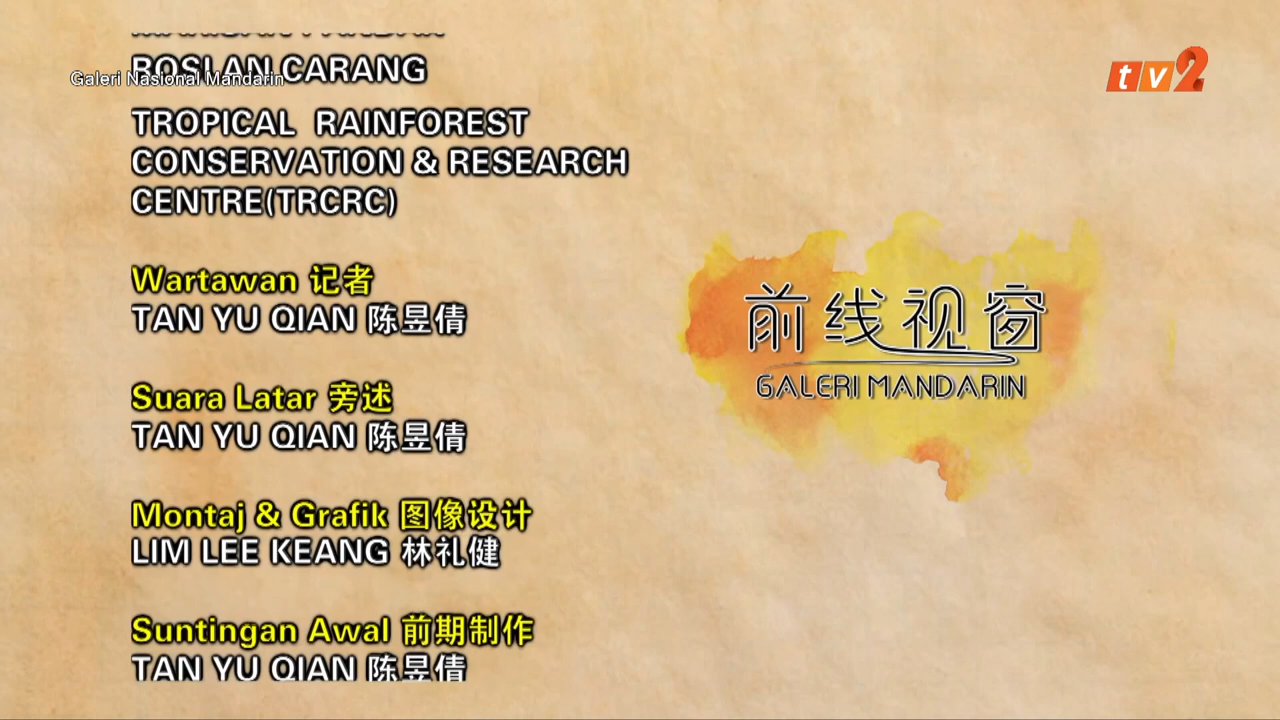 ROSLAN CARANG
Galeri Nasional Mandarin
tv2
TROPICAL RAINFOREST
CONSERVATION & RESEARCH
CENTRE(TRCRC)
Wartawan 记者
TAN YU QIAN 陈昱倩
Suara Latar 旁述
TAN YU QIAN 陈昱倩
Montaj & Grafik 图像设计
LIM LEE KEANG 林礼健
Suntingan Awal 前期制作
TAN YU QIAN 陈昱倩
前线视窗
GALERI MANDARIN